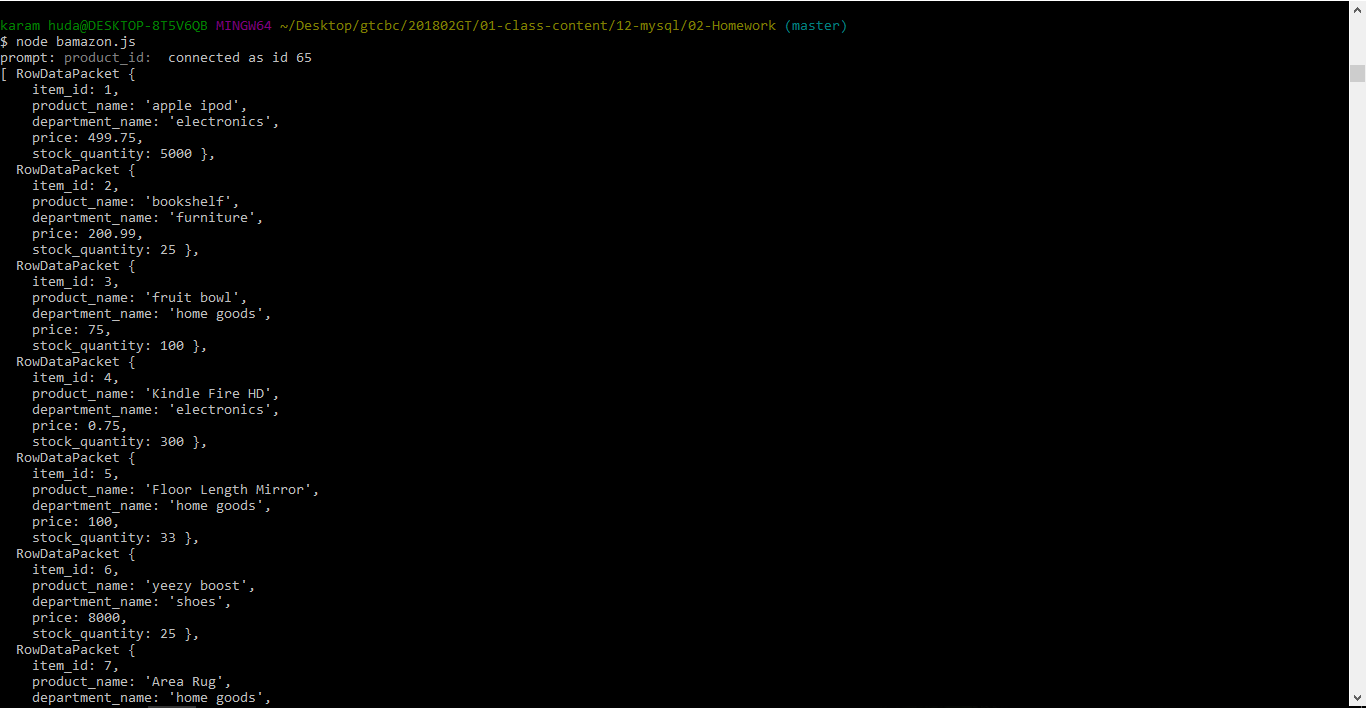 karam huda@DESKTOP-8T5V6QB MINGW64 ~/Desktop/gtcbc/201802GT/01-class-content/12-mysql/02-Homework (master)
$ node bamazon.js
prompt: product_id:  connected as id 65
[ RowDataPacket {
    item_id: 1,
    product_name: 'apple ipod',
    department_name: 'electronics',
    price: 499.75,
    stock_quantity: 5000 },
  RowDataPacket {
    item_id: 2,
    product_name: 'bookshelf',
    department_name: 'furniture',
    price: 200.99,
    stock_quantity: 25 },
  RowDataPacket {
    item_id: 3,
    product_name: 'fruit bowl',
    department_name: 'home goods',
    price: 75,
    stock_quantity: 100 },
  RowDataPacket {
    item_id: 4,
    product_name: 'Kindle Fire HD',
    department_name: 'electronics',
    price: 0.75,
    stock_quantity: 300 },
  RowDataPacket {
    item_id: 5,
    product_name: 'Floor Length Mirror',
    department_name: 'home goods',
    price: 100,
    stock_quantity: 33 },
  RowDataPacket {
    item_id: 6,
    product_name: 'yeezy boost',
    department_name: 'shoes',
    price: 8000,
    stock_quantity: 25 },
  RowDataPacket {
    item_id: 7,
    product_name: 'Area Rug',
    department_name: 'home goods',